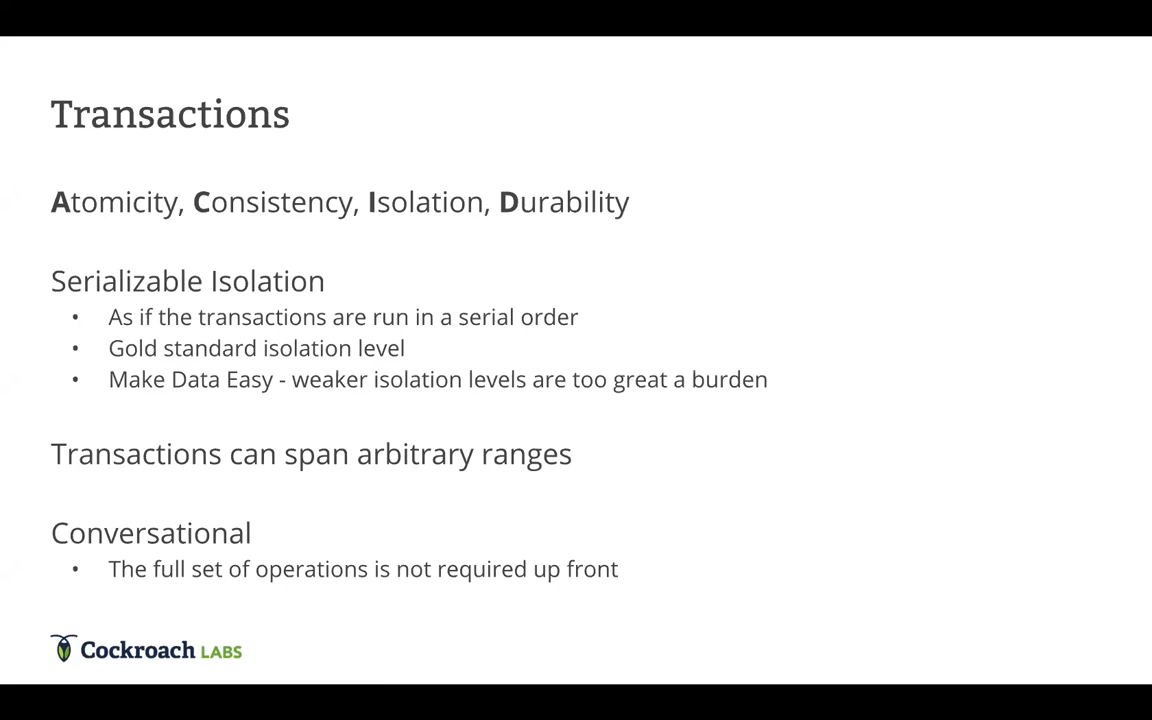 Transactions
Atomicity, Consistency, Isolation, Durability
Serializable Isolation
• As if the transactions are run in a serial order
• Gold standard isolation level
• Make Data Easy - weaker isolation levels are too great a burden
Transactions can span arbitrary ranges
Conversational
• The full set of operations is not required up front
Cockroach LABS